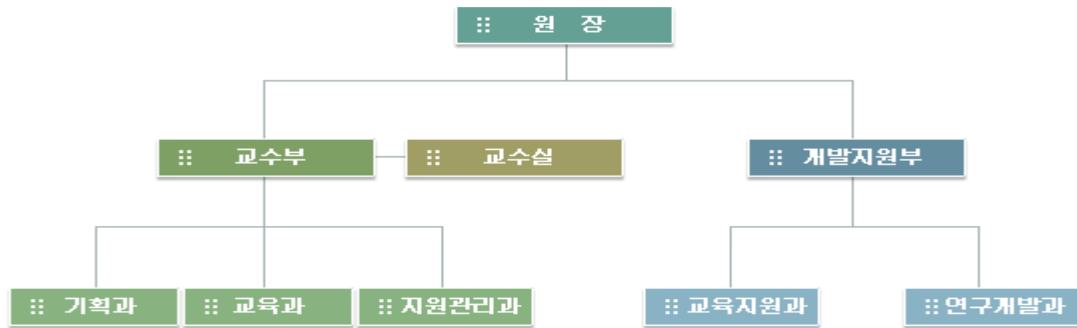 원 장
교수부
교수실
개발지원부
기획과
교육과
지원관리과
교육지원과
연구개발과